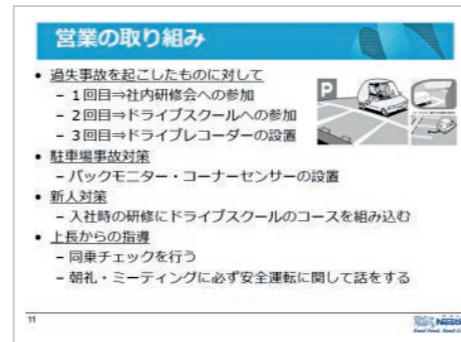 営業の取り組み
• 過失事故を起こしたものに対して
– 1回目⇒社内研修会への参加
– 2回目⇒ドライブスクールへの参加
– 3回目⇒ドライブレコーダーの設置
• 駐車場事故対策
– バックモニター・コーナーセンサーの設置
• 新人対策
– 入社時の研修にドライブスクールのコースを組み込む
• 上長からの指導
– 同乗チェックを行う
– 朝礼・ミーティングに必ず安全運転に関して話をする
P
11
Nestlé